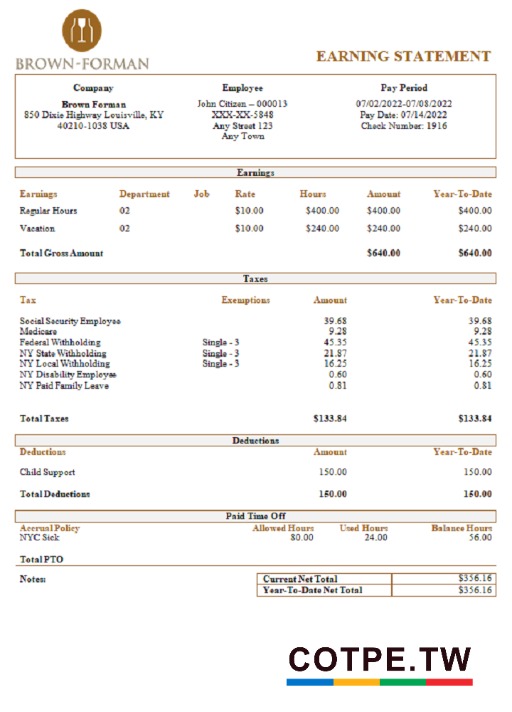 BROWN-FORMAN
EARNING STATEMENT
Company Employee Pay Period
Brown Forman John Citizen – 000013 07/02/2022-07/08/2022
850 Dixie Highway Louisville, KY XXX-XX-5848 Pay Date: 07/14/2022
40210-1038 USA Any Street 123 Check Number: 1916
Any Town
Earnings
Earnings Department Job Rate Hours Amount Year-To-Date
Regular Hours 02 $10.00 $400.00 $400.00 $400.00
Vacation 02 $10.00 $240.00 $240.00 $240.00
Total Gross Amount $640.00 $640.00
Taxes
Tax Exemptions Amount Year-To-Date
Social Security Employee 39.68 39.68
Medicare 9.28 9.28
Federal Withholding Single - 3 45.35 45.35
NY State Withholding Single - 3 21.87 21.87
NY Local Withholding Single - 3 16.25 16.25
NY Disability Employee 0.60 0.60
NY Paid Family Leave 0.81 0.81
Total Taxes $133.84 $133.84
Deductions
Deductions Amount Year-To-Date
Child Support 150.00 150.00
Total Deductions 150.00 150.00
Paid Time Off
Accrual Policy Allowed Hours Used Hours Balance Hours
NYC Sick 80.00 24.00 56.00
Total PTO
Notes: Current Net Total $356.16
Year-To-Date Net Total $356.16
COTPE.TW